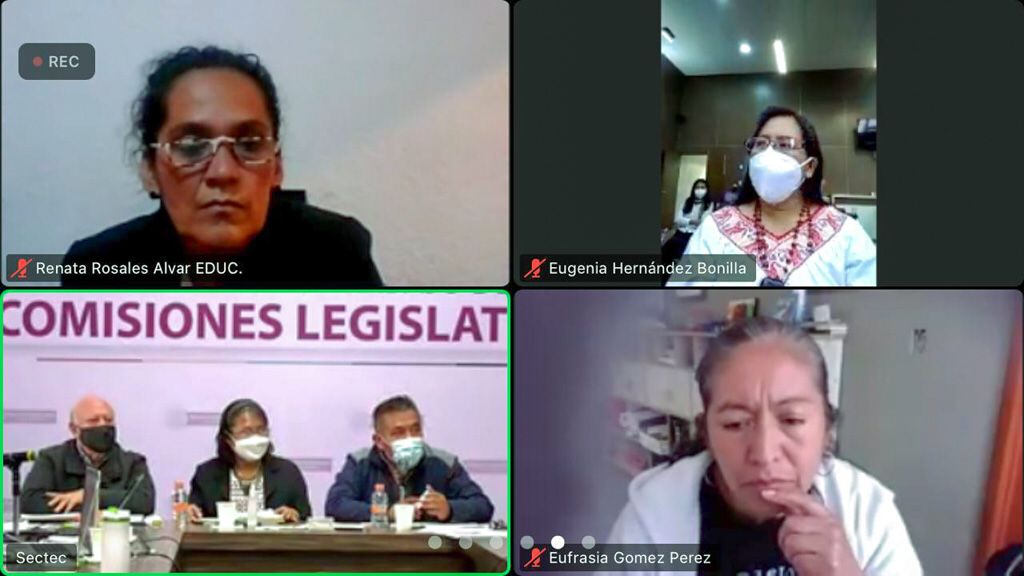 REC
Renata Rosales Alvar EDUC.
Eugenia Hernández Bonilla
COMISIONES LEGISLAT
Sectec
Eufrasia Gomez Perez